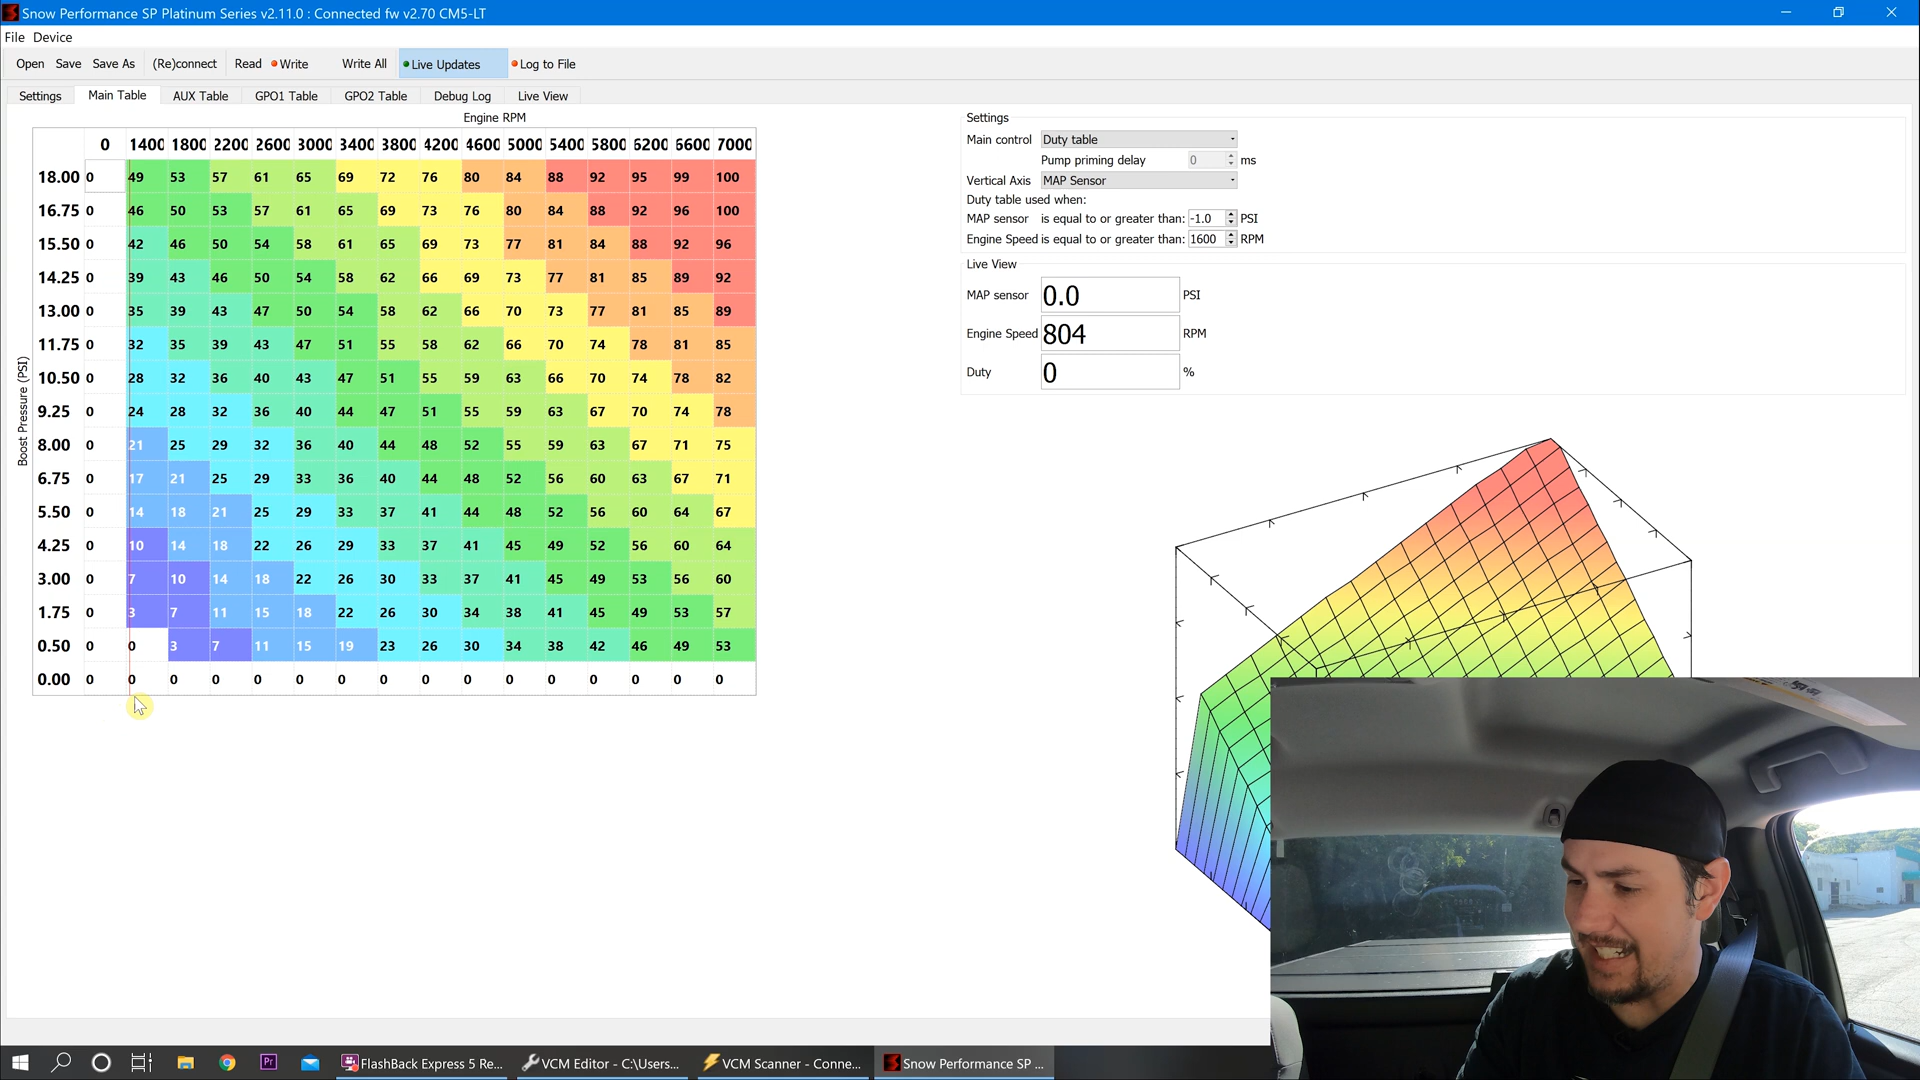 Snow Performance SP Platinum Series v2.11.0 : Connected fw v2.70 CM5-LT
File Device
Open Save Save As (Re)connect Read Write Write All Live Updates Log to File
Settings Main Table AUX Table GPO1 Table GPO2 Table Debug Log Live View
Engine RPM
0 1400 1800 2200 2600 3000 3400 3800 4200 4600 5000 5400 5800 6200 6600 7000
18.00 0 49 53 57 61 65 69 72 76 80 84 88 92 95 99 100
16.75 0 46 50 53 57 61 65 69 73 76 80 84 88 92 96 100
15.50 0 42 46 50 54 58 61 65 69 73 77 81 84 88 92 96
14.25 0 39 43 46 50 54 58 62 66 69 73 77 81 85 89 92
13.00 0 35 39 43 47 50 54 58 62 66 70 73 77 81 85 89
11.75 0 32 35 39 43 47 51 55 58 62 66 70 74 78 81 85
10.50 0 28 32 36 40 43 47 51 55 59 63 66 70 74 78 82
9.25 0 24 28 32 36 40 44 47 51 55 59 63 67 70 74 78
8.00 0 21 25 29 32 36 40 44 48 52 55 59 63 67 71 75
6.75 0 17 21 25 29 33 36 40 44 48 52 56 60 63 67 71
5.50 0 14 18 21 25 29 33 37 41 44 48 52 56 60 64 67
4.25 0 10 14 18 22 26 29 33 37 41 45 49 52 56 60 64
3.00 0 7 10 14 18 22 26 30 33 37 41 45 49 53 56 60
1.75 0 3 7 11 15 18 22 26 30 34 38 41 45 49 53 57
0.50 0 0 3 7 11 15 19 23 26 30 34 38 42 46 49 53
0.00 0 0 0 0 0 0 0 0 0 0 0 0 0 0 0 0
Boost Pressure (PSI)
Settings
Main control Duty table
Pump priming delay 0 ms
Vertical Axis MAP Sensor
Duty table used when:
MAP sensor is equal to or greater than: -1.0 PSI
Engine Speed is equal to or greater than: 1600 RPM
Live View
MAP sensor 0.0 PSI
Engine Speed 804 RPM
Duty 0 %
Pr FlashBack Express 5 Re... VCM Editor - C:\Users... VCM Scanner - Conne... Snow Performance SP ...